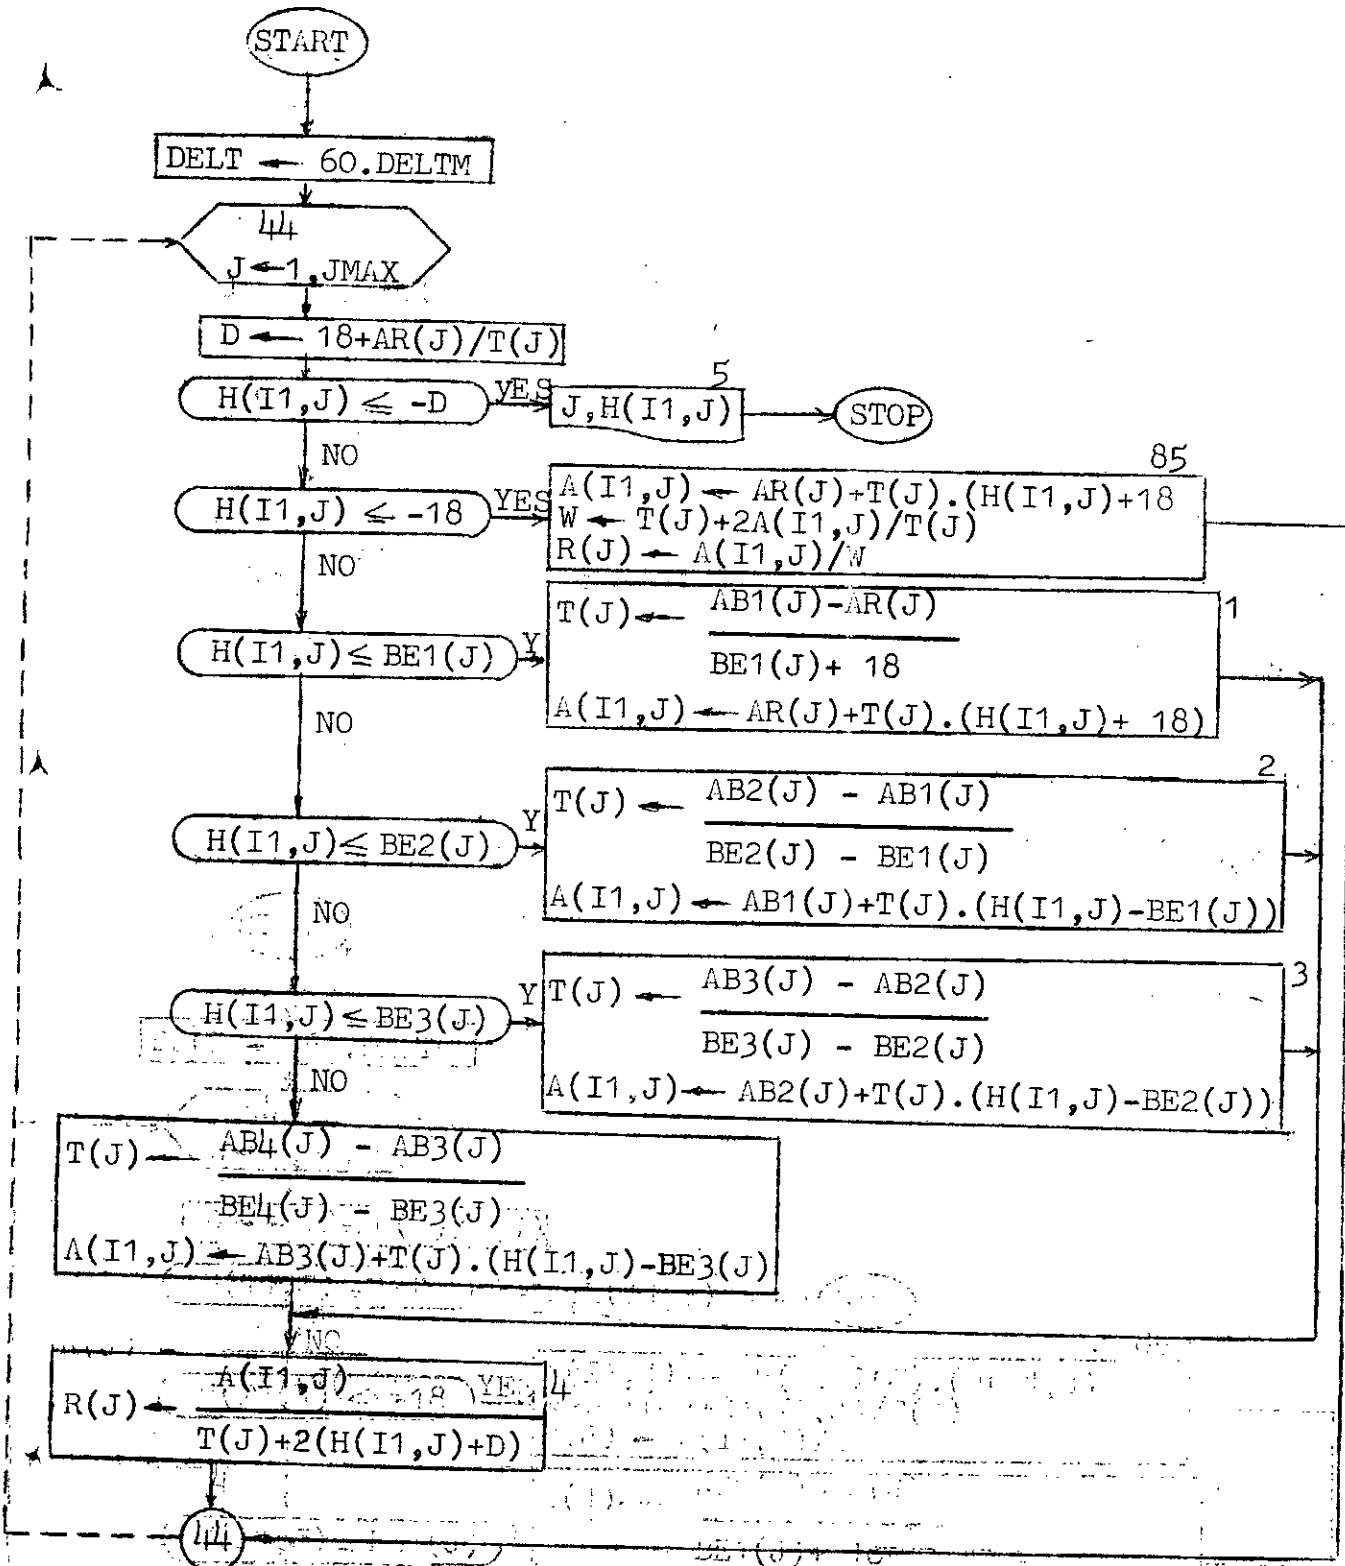 START
DELT ← 60.DELTM
44
J←1,JMAX
D ← 18+AR(J)/T(J)
H(I1,J) ≦ -D
YES
5
J,H(I1,J)
STOP
NO
H(I1,J) ≦ -18
YES
85
A(I1,J) ← AR(J)+T(J).(H(I1,J)+18
W ← T(J)+2A(I1,J)/T(J)
R(J) ← A(I1,J)/W
NO
H(I1,J)≦ BE1(J)
Y
1
T(J)← AB1(J)-AR(J)
BE1(J)+ 18
A(I1,J) ← AR(J)+T(J).(H(I1,J)+ 18)
NO
H(I1,J)≦ BE2(J)
Y
2
T(J) ← AB2(J) - AB1(J)
BE2(J) - BE1(J)
A(I1,J) ← AB1(J)+T(J).(H(I1,J)-BE1(J))
NO
H(I1,J)≦BE3(J)
Y
3
T(J) ← AB3(J) - AB2(J)
BE3(J) - BE2(J)
A(I1,J)← AB2(J)+T(J).(H(I1,J)-BE2(J))
NO
T(J)← AB4(J) - AB3(J)
BE4(J) - BE3(J)
A(I1,J) ← AB3(J)+T(J).(H(I1,J)-BE3(J)
NO
4
R(J)← A(I1,J)
T(J)+2(H(I1,J)+D)
44